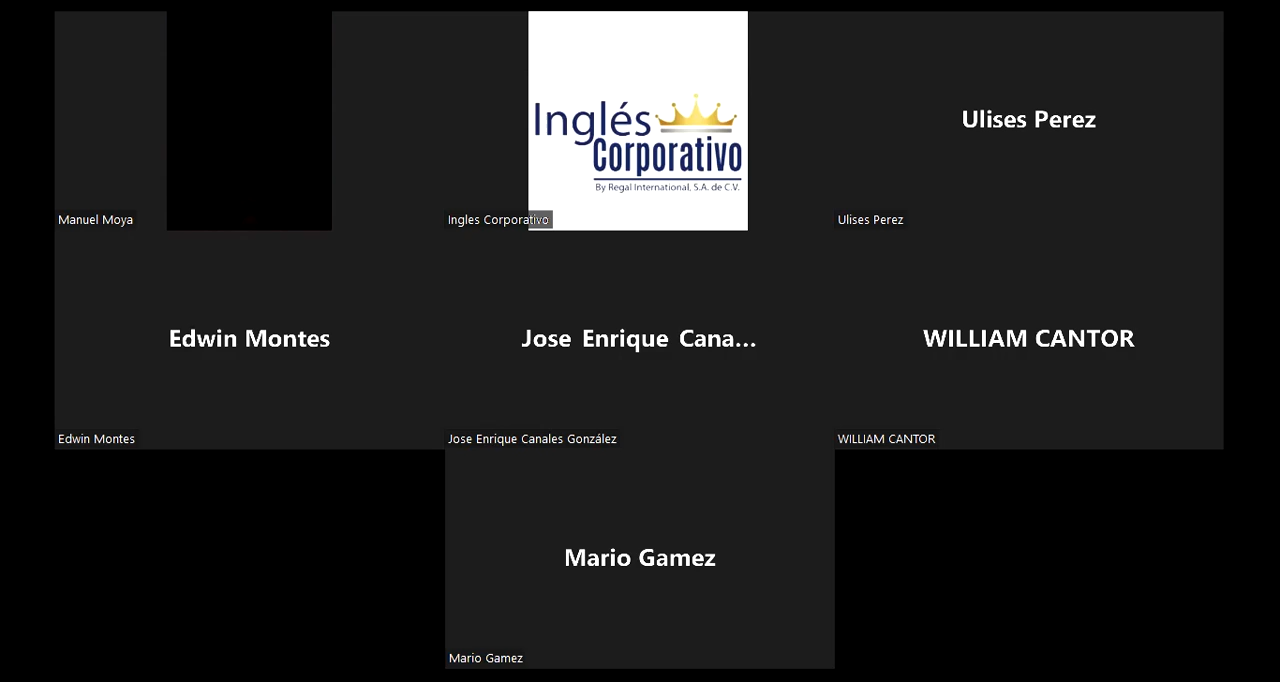 Inglés
Corporativo
By Regal International, S.A. de C.V.
Ulises Perez
Manuel Moya
Ingles Corporativo
Ulises Perez
Edwin Montes
Jose Enrique Cana...
WILLIAM CANTOR
Edwin Montes
Jose Enrique Canales González
WILLIAM CANTOR
Mario Gamez
Mario Gamez